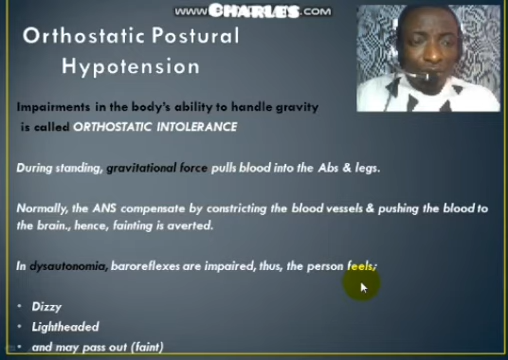 www. CHARLES .COM
Orthostatic Postural
Hypotension
Impairments in the body's ability to handle gravity
is called ORTHOSTATIC INTOLERANCE
During standing, gravitational force pulls blood into the Abs & legs.
Normally, the ANS compensate by constricting the blood vessels & pushing the blood to
the brain., hence, fainting is averted.
In dysautonomia, baroreflexes are impaired, thus, the person feels;
• Dizzy
• Lightheaded
• and may pass out (faint)